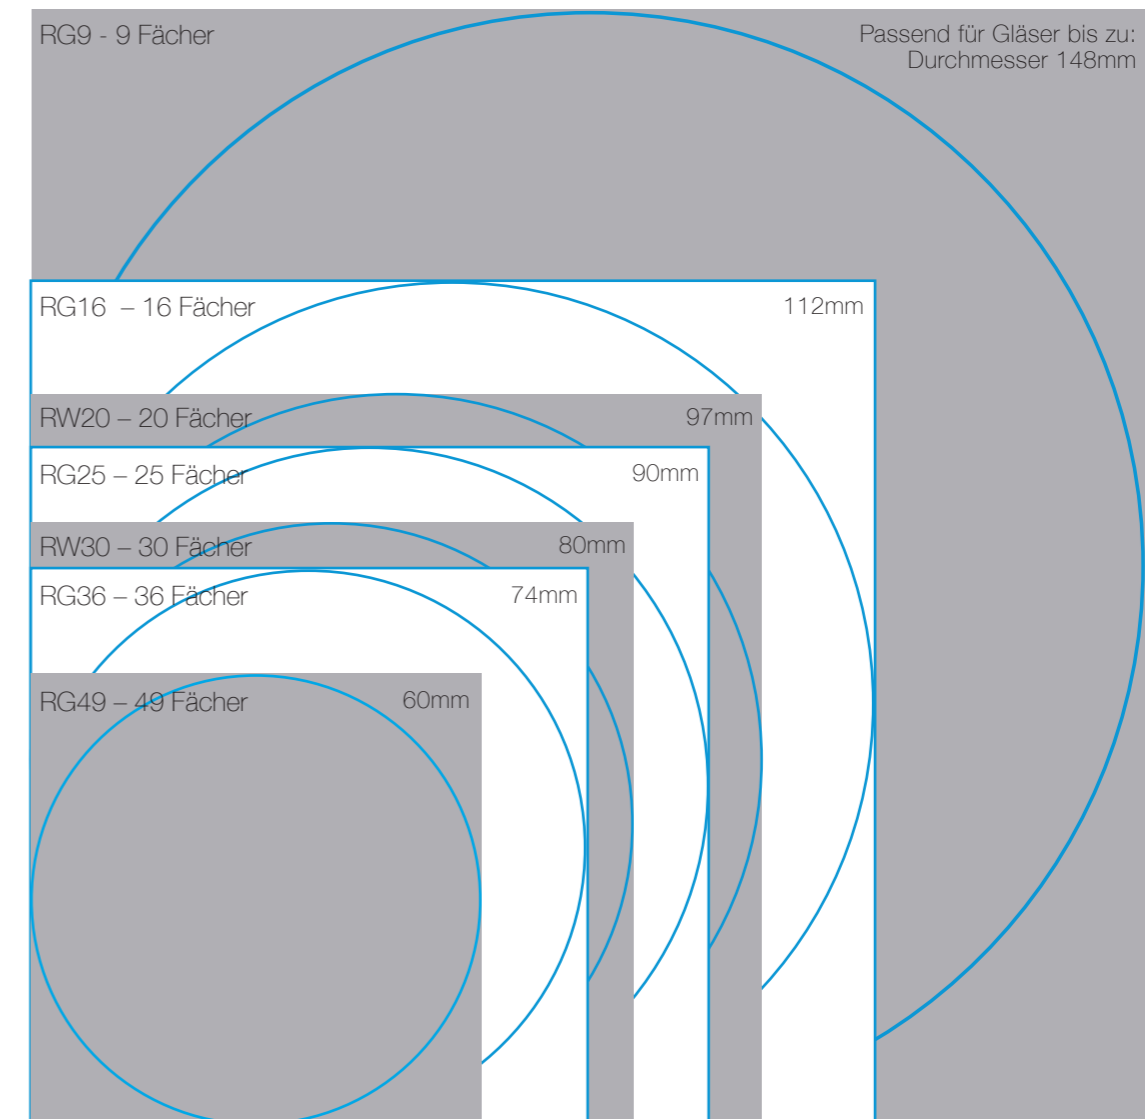 RG9 - 9 Fächer
Passend für Gläser bis zu:
Durchmesser 148mm
RG16 – 16 Fächer
112mm
RW20 – 20 Fächer
97mm
RG25 – 25 Fächer
90mm
RW30 – 30 Fächer
80mm
RG36 – 36 Fächer
74mm
RG49 – 49 Fächer
60mm